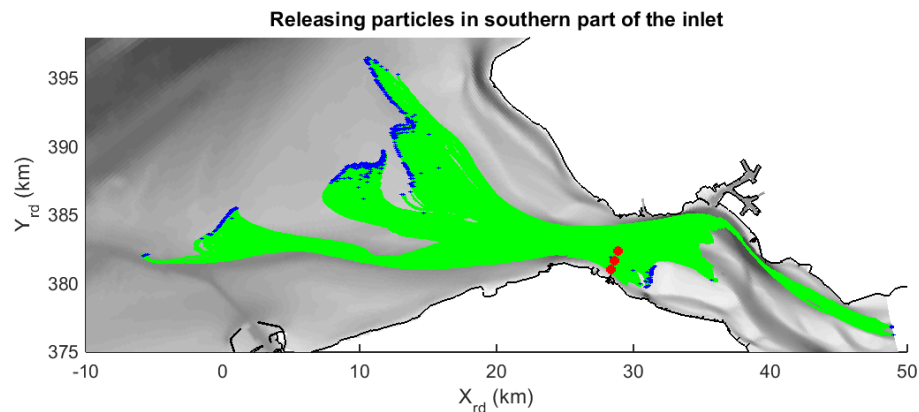 Releasing particles in southern part of the inlet
395
390
385
380
375
Y_rd (km)
-10 0 10 20 30 40 50
X_rd (km)